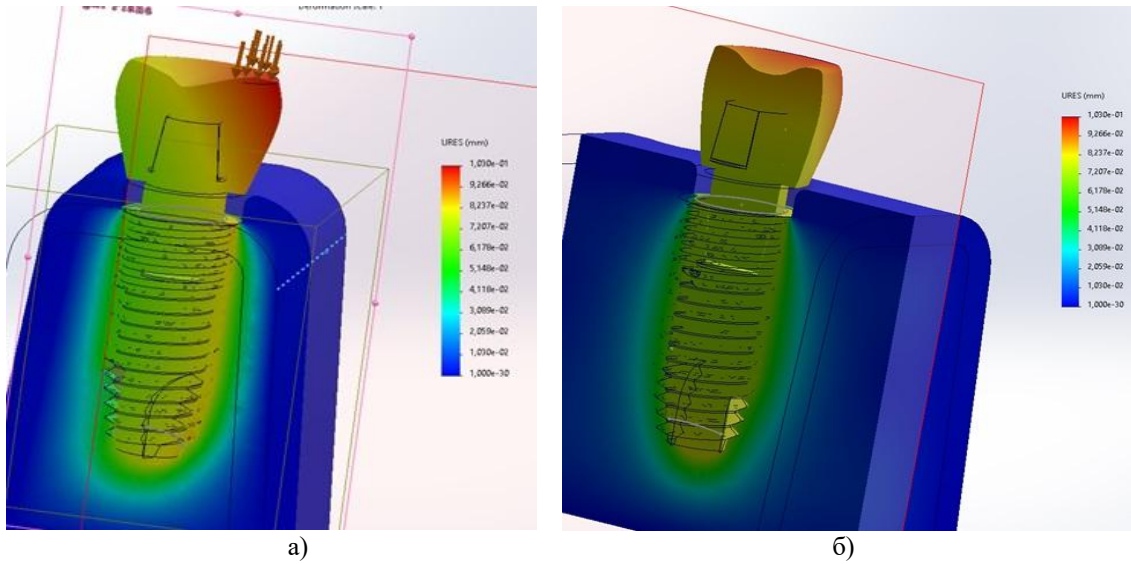 Deformation scale: 1
URES (mm)
1,030e-01
9,266e-02
8,237e-02
7,207e-02
6,178e-02
5,148e-02
4,118e-02
3,089e-02
2,059e-02
1,030e-02
1,000e-30
URES (mm)
1,030e-01
9,266e-02
8,237e-02
7,207e-02
6,178e-02
5,148e-02
4,118e-02
3,089e-02
2,059e-02
1,030e-02
1,000e-30
а)
б)